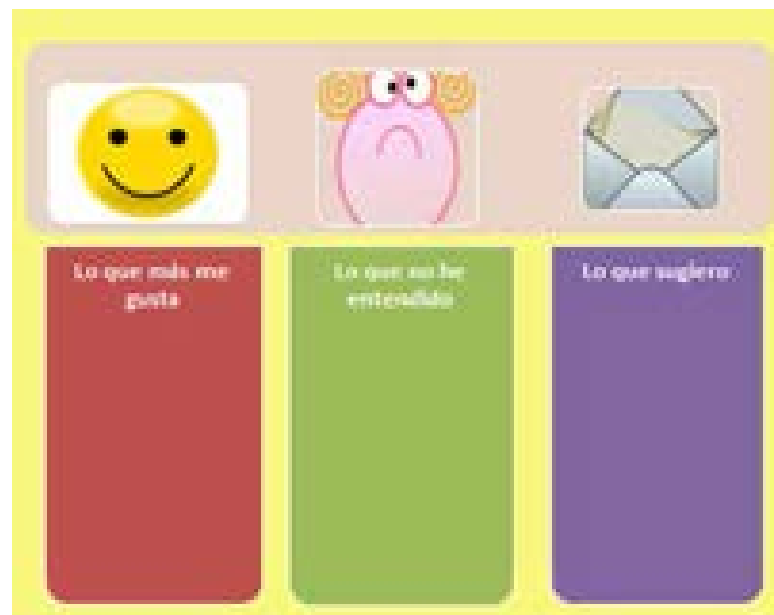 Lo que más me
gusta
Lo que no he
entendido
Lo que sugiero